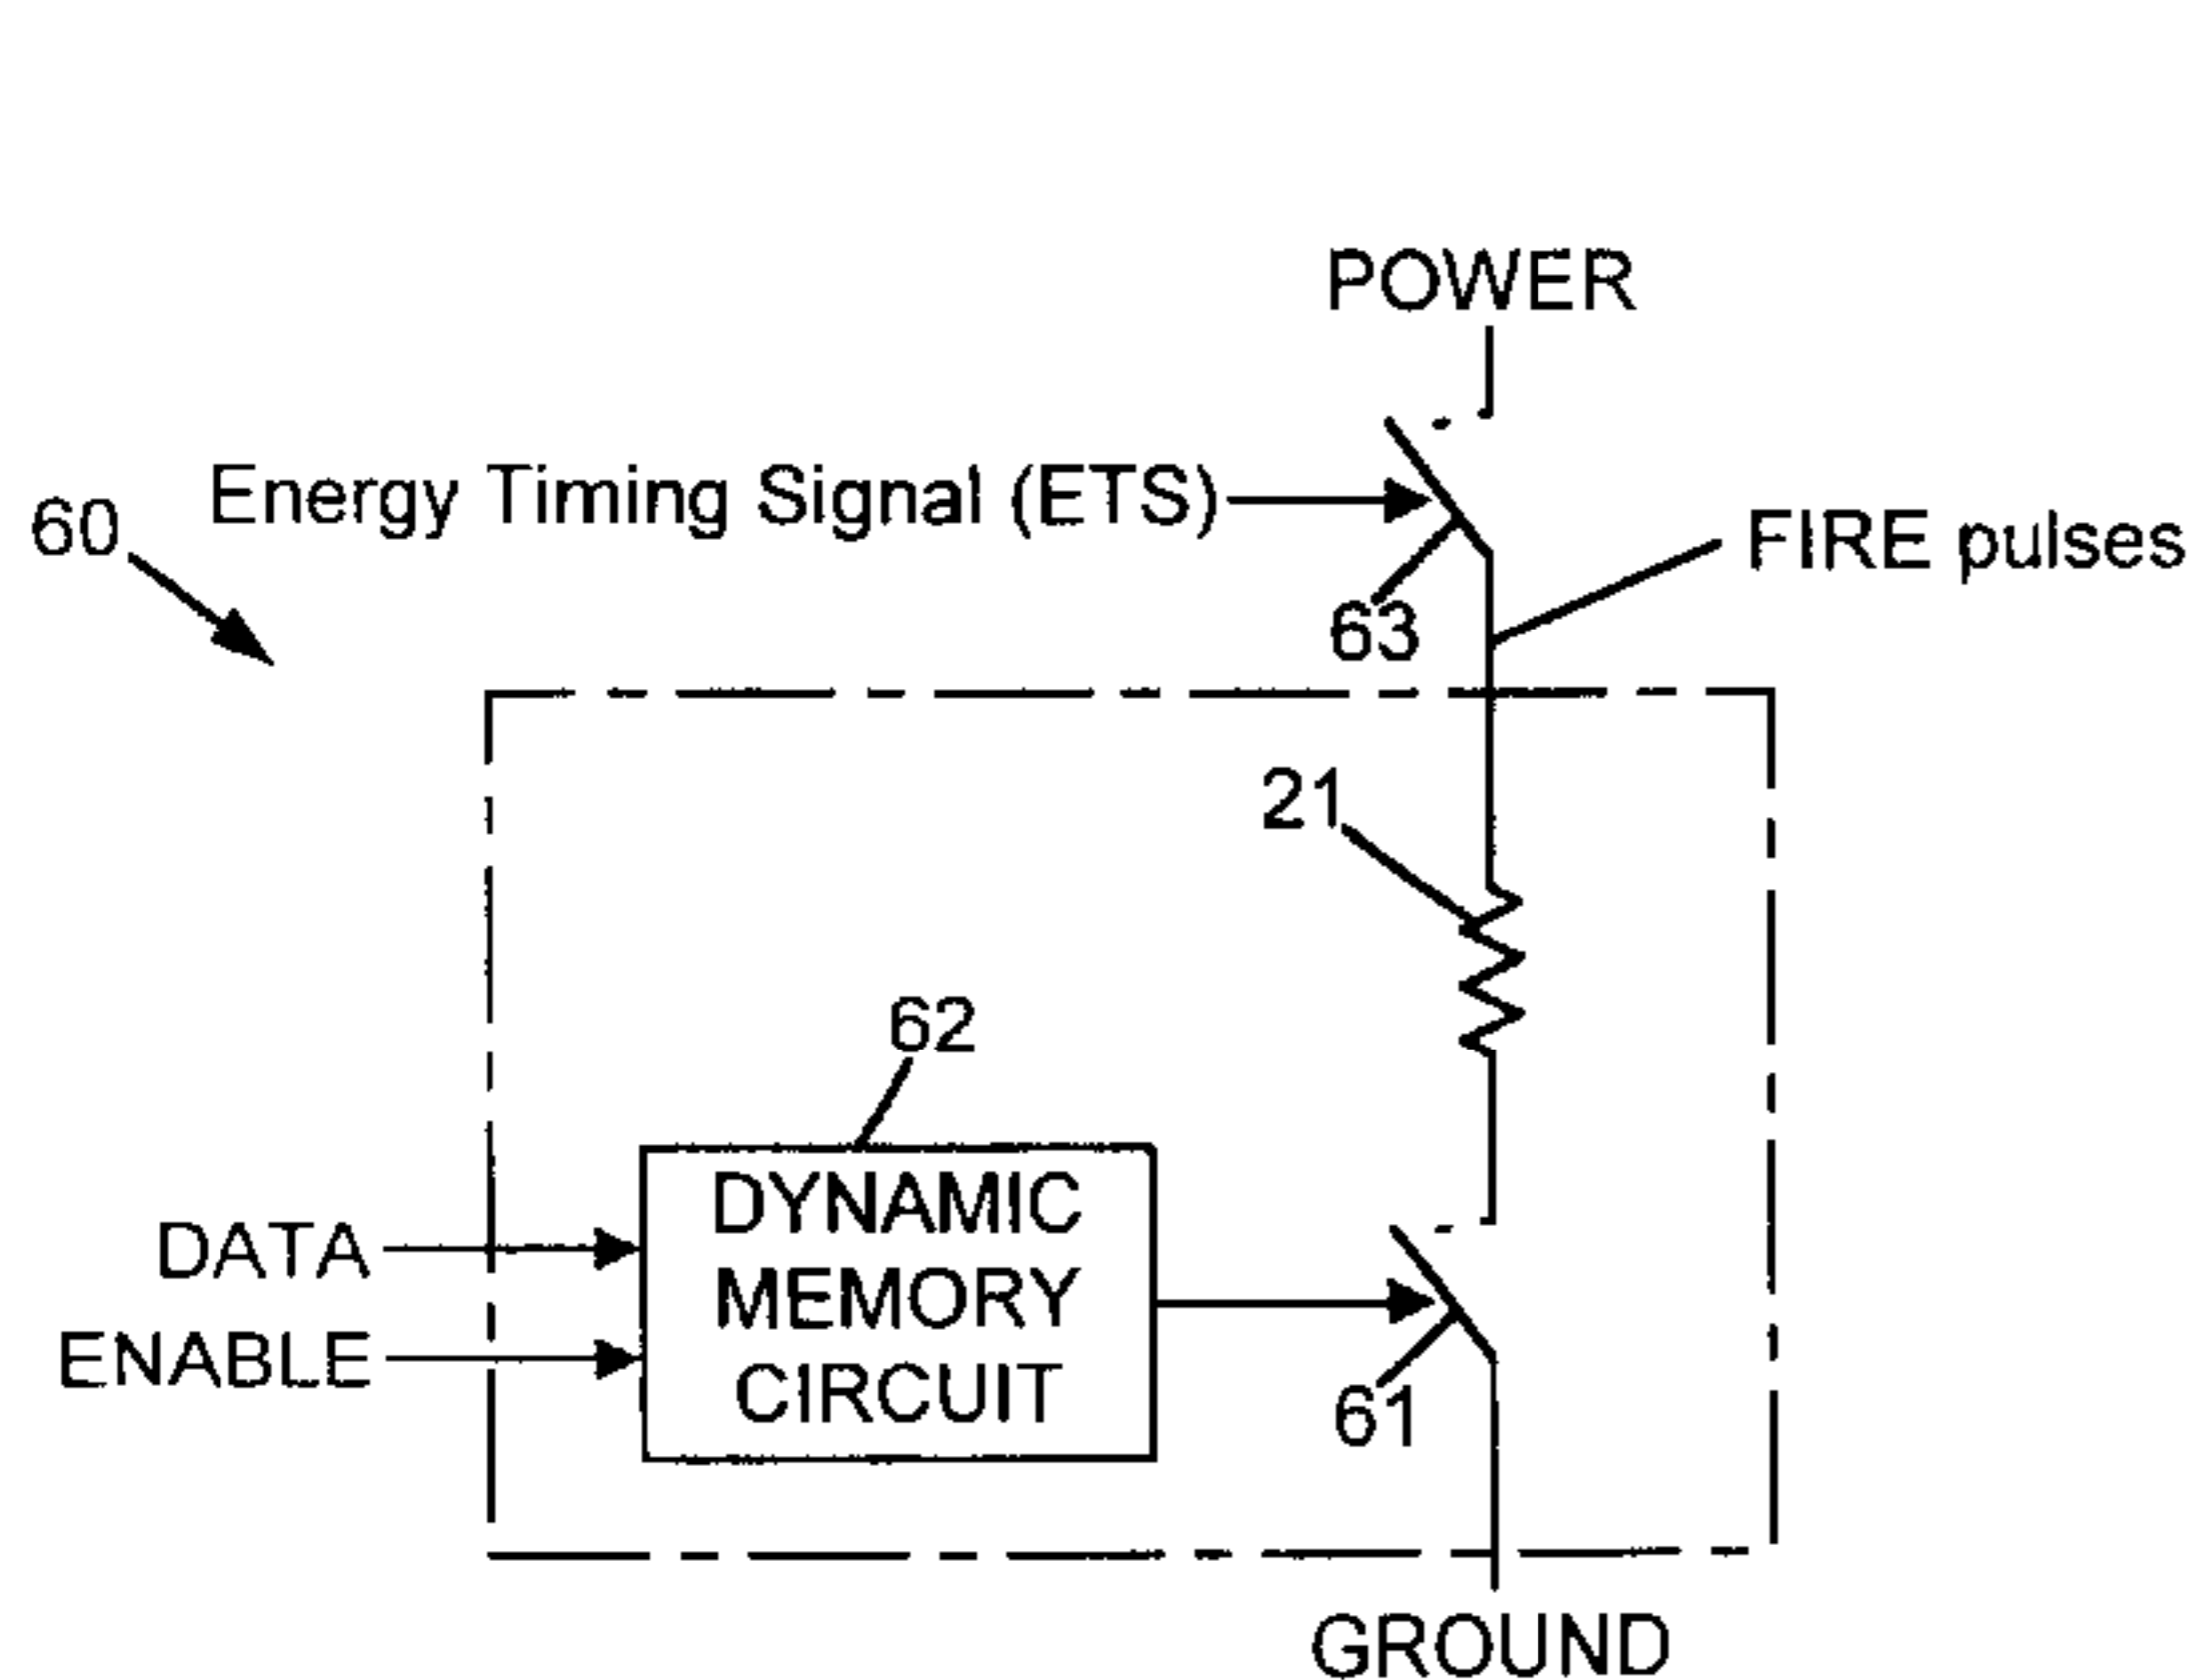 POWER
Energy Timing Signal (ETS)
60
FIRE pulses
63
21
62
DYNAMIC
MEMORY
CIRCUIT
DATA
ENABLE
61
GROUND